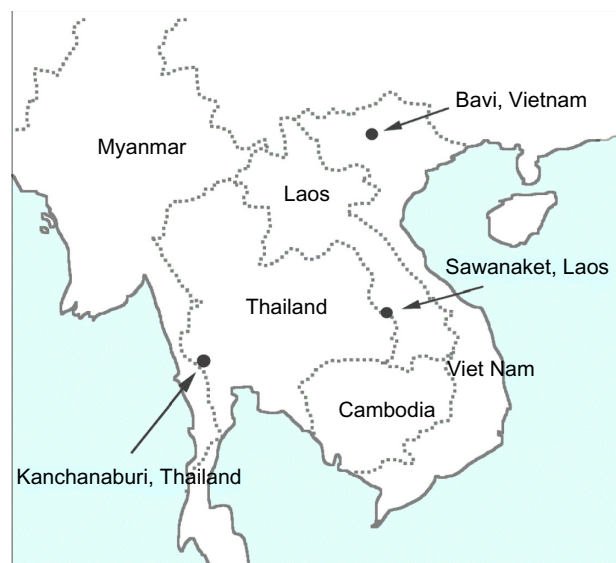 Bavi, Vietnam
Myanmar
Laos
Sawanaket, Laos
Thailand
Viet Nam
Cambodia
Kanchanaburi, Thailand